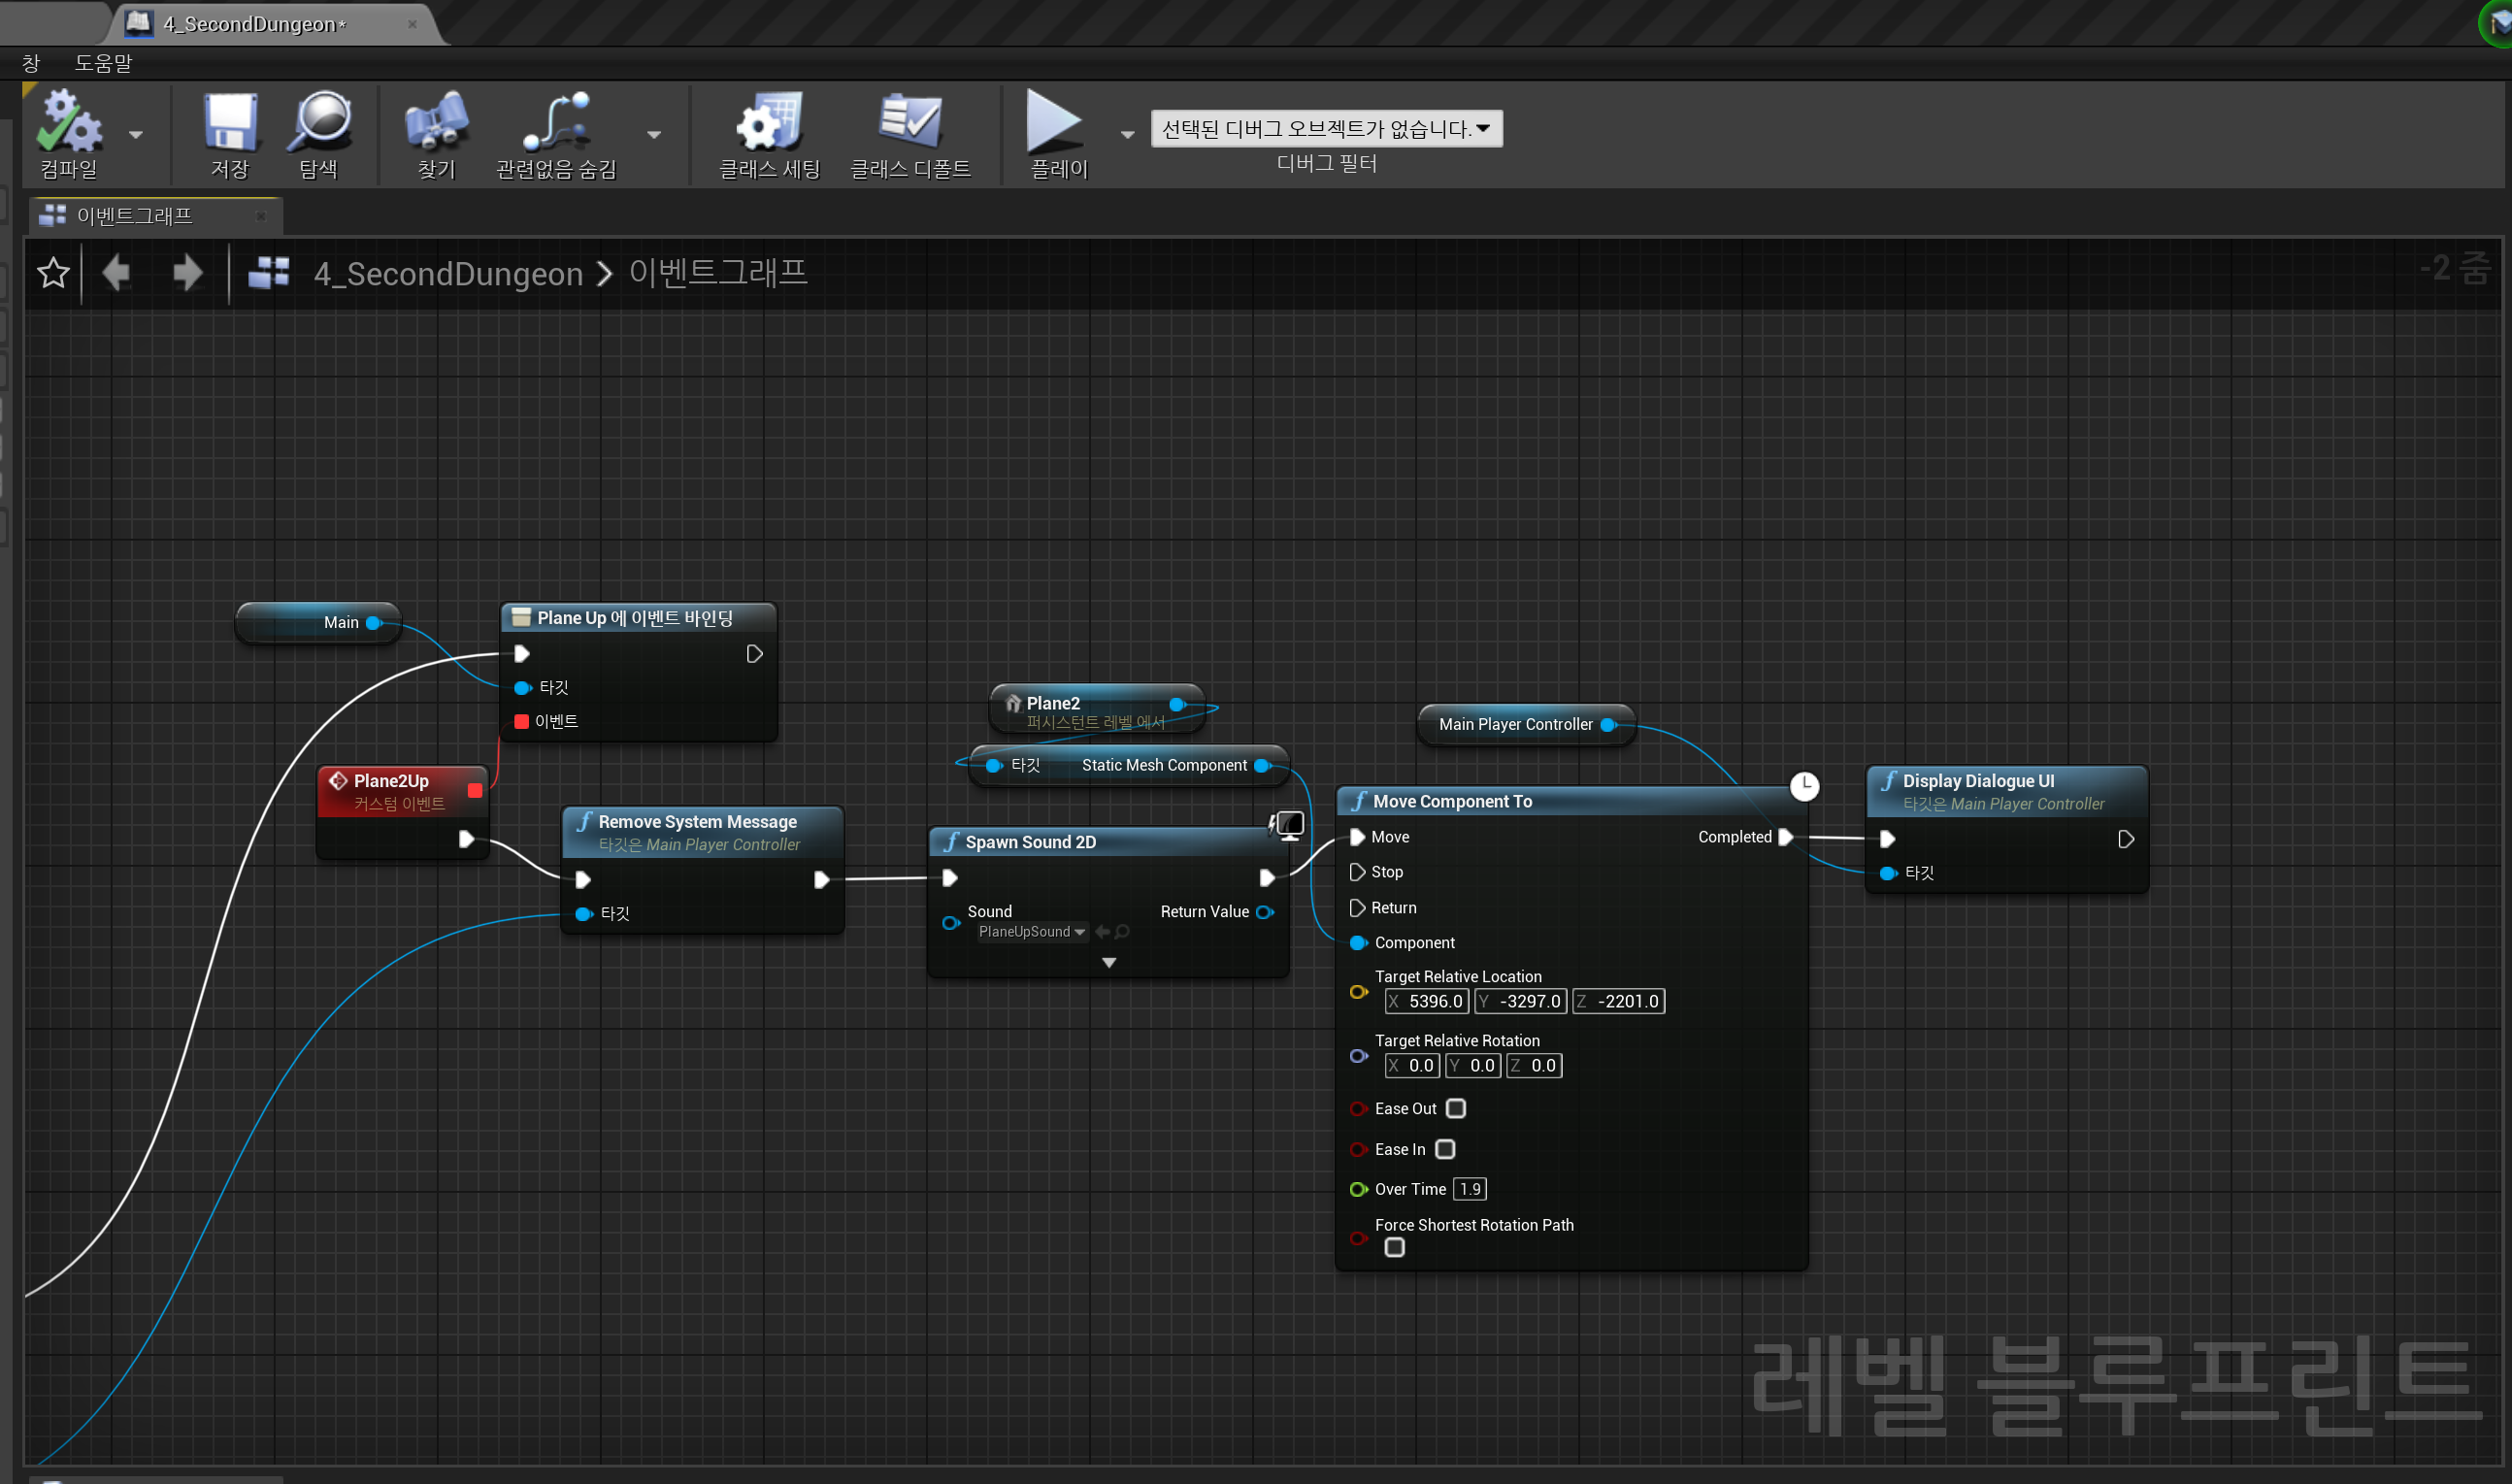 4_SecondDungeon*
창 도움말
컴파일 저장 탐색 찾기 관련없음 숨김 클래스 세팅 클래스 디폴트 플레이
선택된 디버그 오브젝트가 없습니다.
디버그 필터
이벤트그래프
4_SecondDungeon > 이벤트그래프
-2 줌
Main
Plane Up 에 이벤트 바인딩
타깃
이벤트
Plane2Up
커스텀 이벤트
Remove System Message
타깃은 Main Player Controller
타깃
Plane2
퍼시스턴트 레벨 에서
타깃 Static Mesh Component
Spawn Sound 2D
Sound
PlaneUpSound
Return Value
Main Player Controller
Move Component To
Move Completed
Stop
Return
Component
Target Relative Location
X 5396.0 Y -3297.0 Z -2201.0
Target Relative Rotation
X 0.0 Y 0.0 Z 0.0
Ease Out
Ease In
Over Time 1.9
Force Shortest Rotation Path
Display Dialogue UI
타깃은 Main Player Controller
타깃
레벨 블루프린트